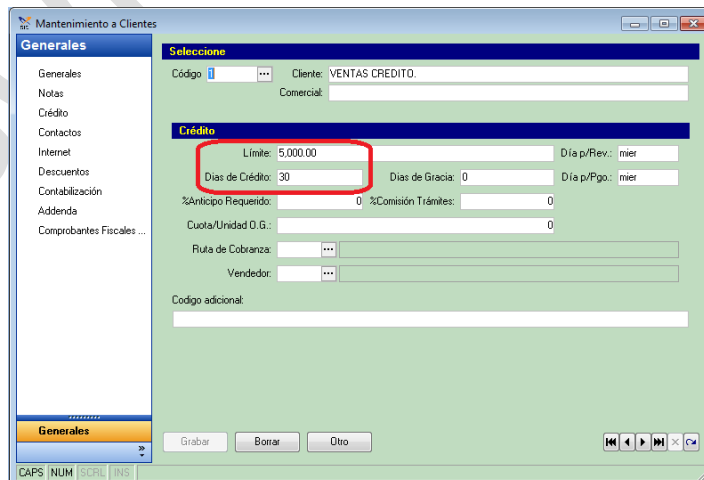 Mantenimiento a Clientes
Generales
Generales
Notas
Crédito
Contactos
Internet
Descuentos
Contabilización
Addenda
Comprobantes Fiscales ...
Generales
Seleccione
Código 1 ... Cliente: VENTAS CREDITO.
Comercial:
Crédito
Límite: 5,000.00 Día p/Rev.: mier
Dias de Crédito: 30 Dias de Gracia: 0 Día p/Pgo.: mier
%Anticipo Requerido: 0 %Comisión Trámites: 0
Cuota/Unidad O.G.: 0
Ruta de Cobranza: ...
Vendedor: ...
Codigo adicional:
Grabar Borrar Otro
CAPS NUM SCRL INS